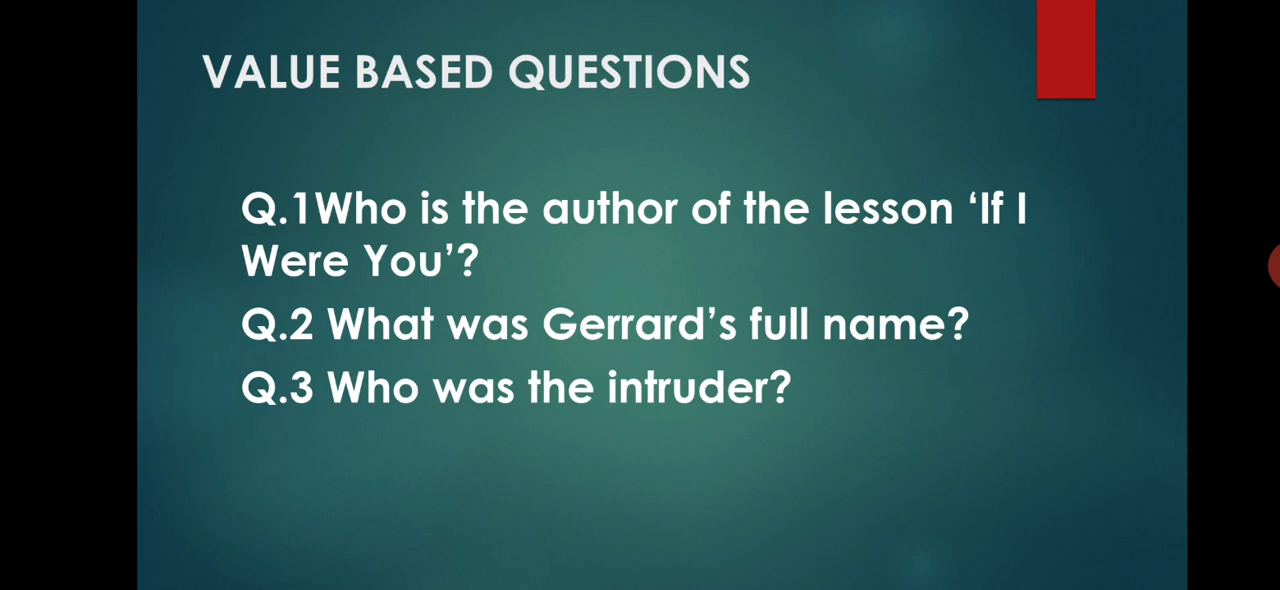 VALUE BASED QUESTIONS
Q.1Who is the author of the lesson ‘If I
Were You’?
Q.2 What was Gerrard’s full name?
Q.3 Who was the intruder?